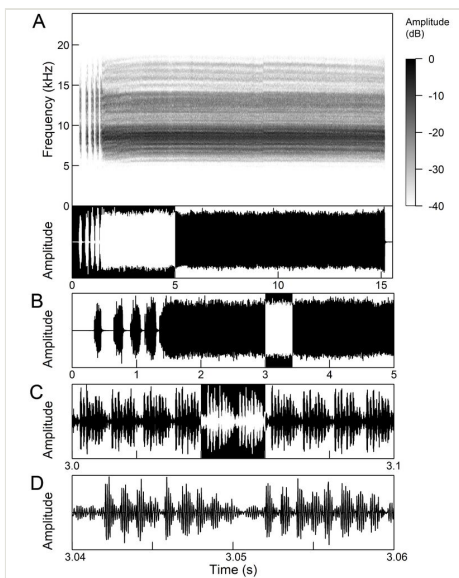 A
Amplitude
(dB)
Frequency (kHz)
20
15
10
5
0
0
-10
-20
-30
-40
Amplitude
0 5 10 15
B
Amplitude
0 1 2 3 4 5
C
Amplitude
3.0 3.1
D
Amplitude
3.04 3.05 3.06
Time (s)